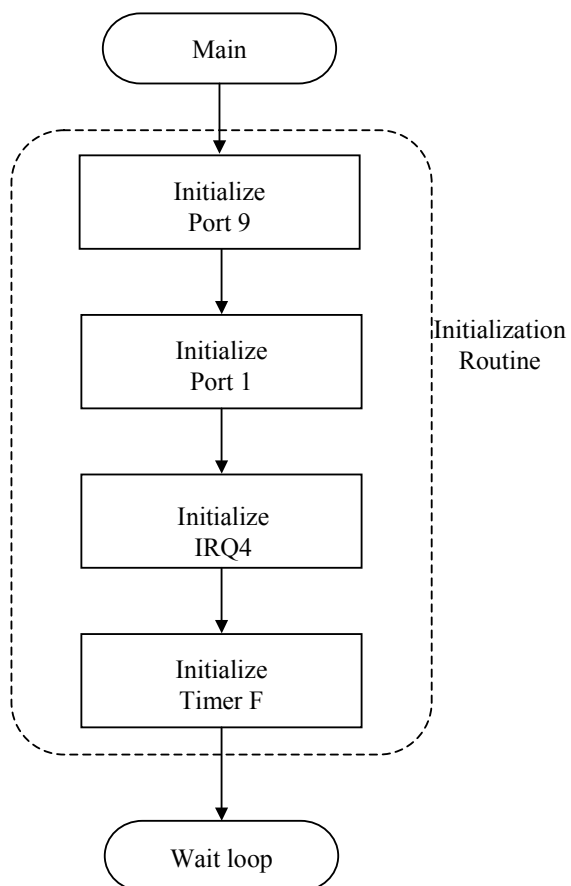 Main
Initialize
Port 9
Initialize
Port 1
Initialization
Routine
Initialize
IRQ4
Initialize
Timer F
Wait loop